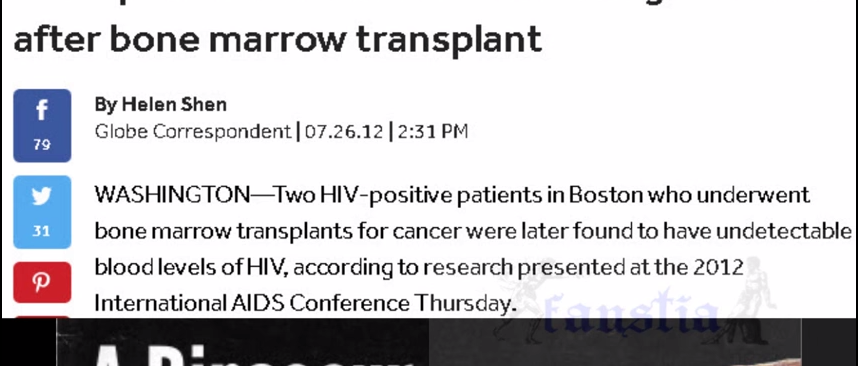 after bone marrow transplant
By Helen Shen
Globe Correspondent | 07.26.12 | 2:31 PM
f
79
31
WASHINGTON—Two HIV-positive patients in Boston who underwent
bone marrow transplants for cancer were later found to have undetectable
blood levels of HIV, according to research presented at the 2012
International AIDS Conference Thursday.
faustia
A